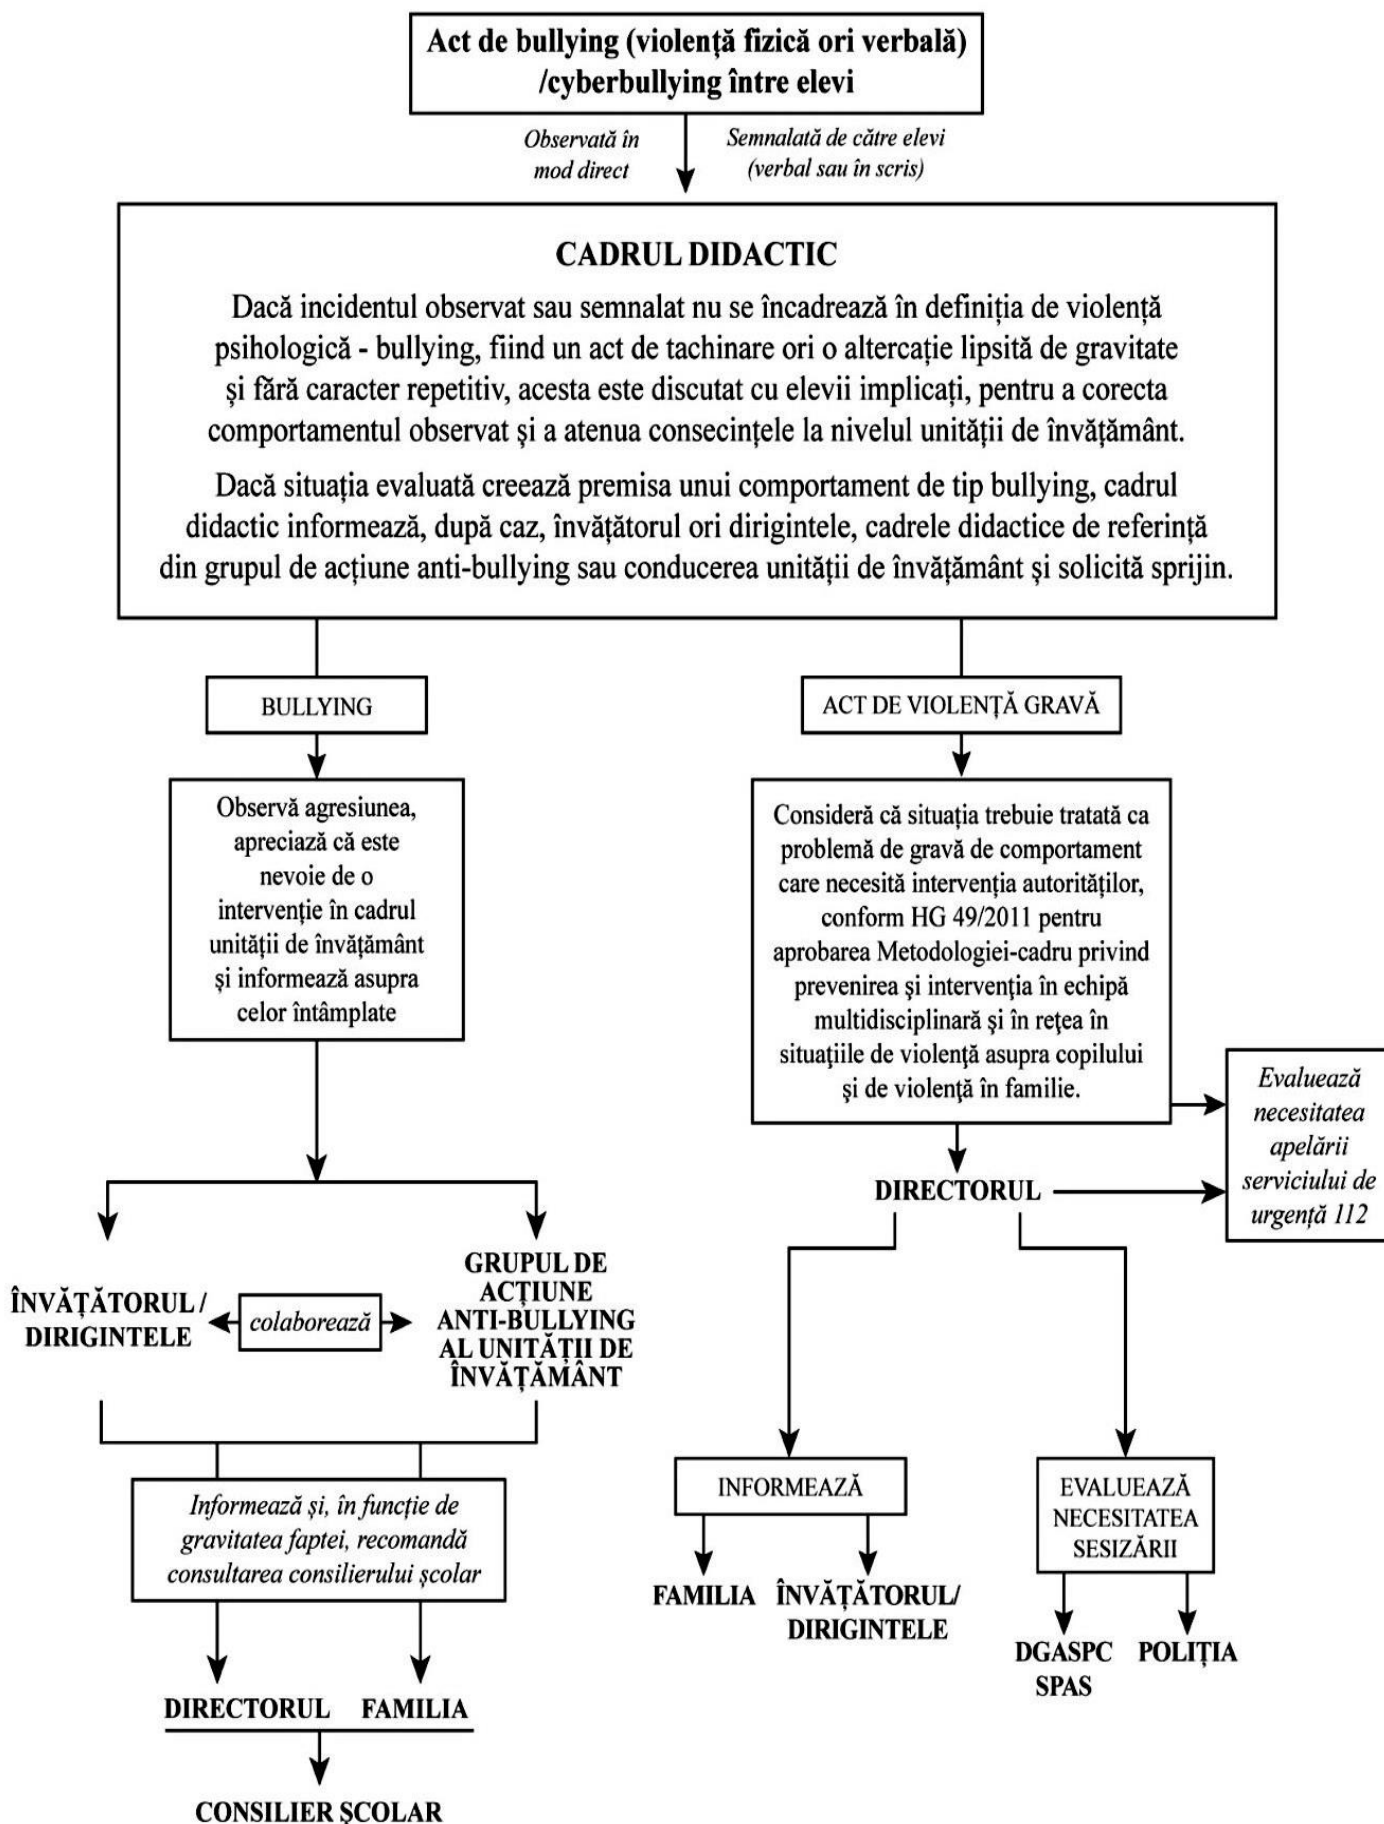 Act de bullying (violență fizică ori verbală)
/cyberbullying între elevi
Observată în
mod direct
Semnalată de către elevi
(verbal sau în scris)
CADRUL DIDACTIC
Dacă incidentul observat sau semnalat nu se încadrează în definiția de violență
psihologică - bullying, fiind un act de tachinare ori o altercație lipsită de gravitate
și fără caracter repetitiv, acesta este discutat cu elevii implicați, pentru a corecta
comportamentul observat și a atenua consecințele la nivelul unității de învățământ.
Dacă situația evaluată creează premisa unui comportament de tip bullying, cadrul
didactic informează, după caz, învățătorul ori dirigintele, cadrele didactice de referință
din grupul de acțiune anti-bullying sau conducerea unității de învățământ și solicită sprijin.
BULLYING
Observă agresiunea,
apreciază că este
nevoie de o
intervenție în cadrul
unității de învățământ
și informează asupra
celor întâmplate
ÎNVĂȚĂTORUL /
DIRIGINTELE
colaborează
GRUPUL DE
ACȚIUNE
ANTI-BULLYING
AL UNITĂȚII DE
ÎNVĂȚĂMÂNT
Informează și, în funcție de
gravitatea faptei, recomandă
consultarea consilierului școlar
DIRECTORUL
FAMILIA
CONSILIER ȘCOLAR
ACT DE VIOLENȚĂ GRAVĂ
Consideră că situația trebuie tratată ca
problemă de gravă de comportament
care necesită intervenția autorităților,
conform HG 49/2011 pentru
aprobarea Metodologiei-cadru privind
prevenirea şi intervenţia în echipă
multidisciplinară şi în reţea în
situaţiile de violenţă asupra copilului
şi de violenţă în familie.
Evaluează
necesitatea
apelării
serviciului de
urgență 112
DIRECTORUL
INFORMEAZĂ
FAMILIA
ÎNVĂȚĂTORUL/
DIRIGINTELE
EVALUEAZĂ
NECESITATEA
SESIZĂRII
DGASPC
SPAS
POLIȚIA